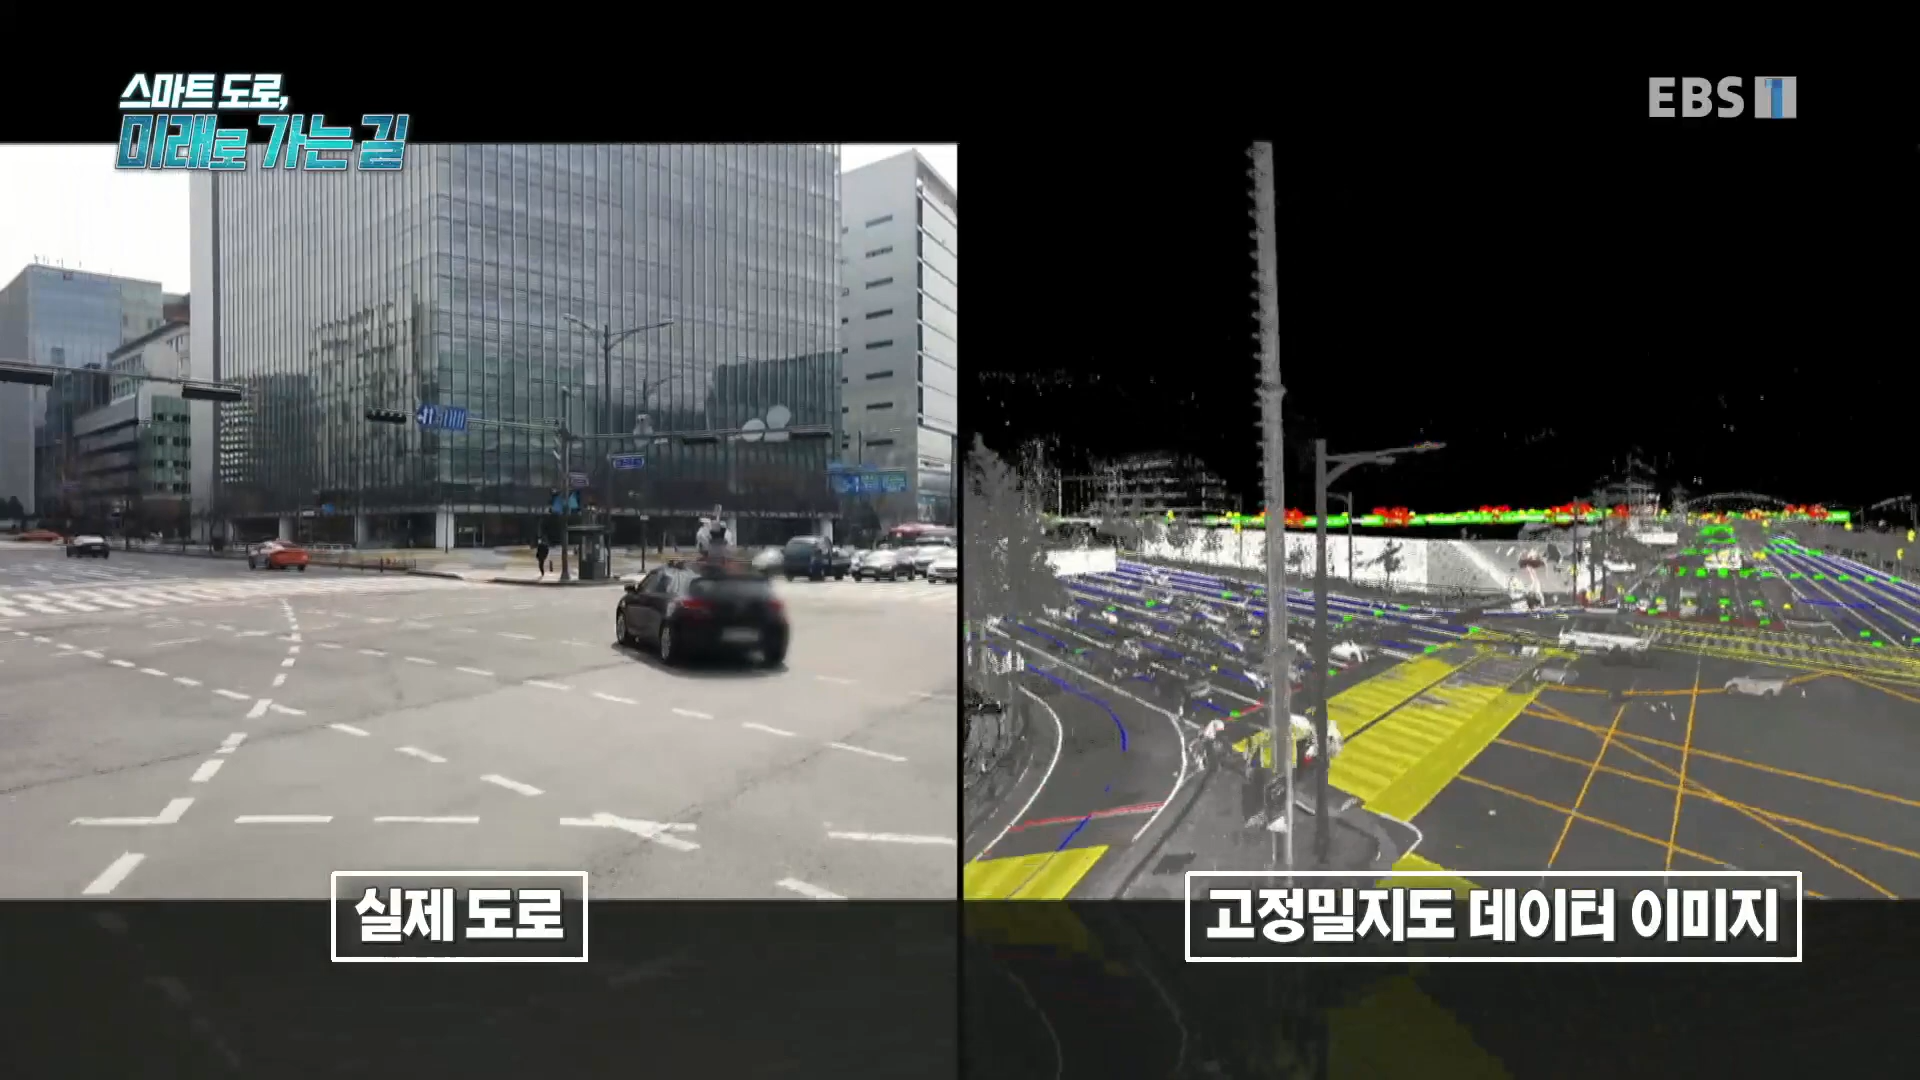 스마트 도로,
미래로 가는 길
EBS 1
실제 도로
고정밀지도 데이터 이미지